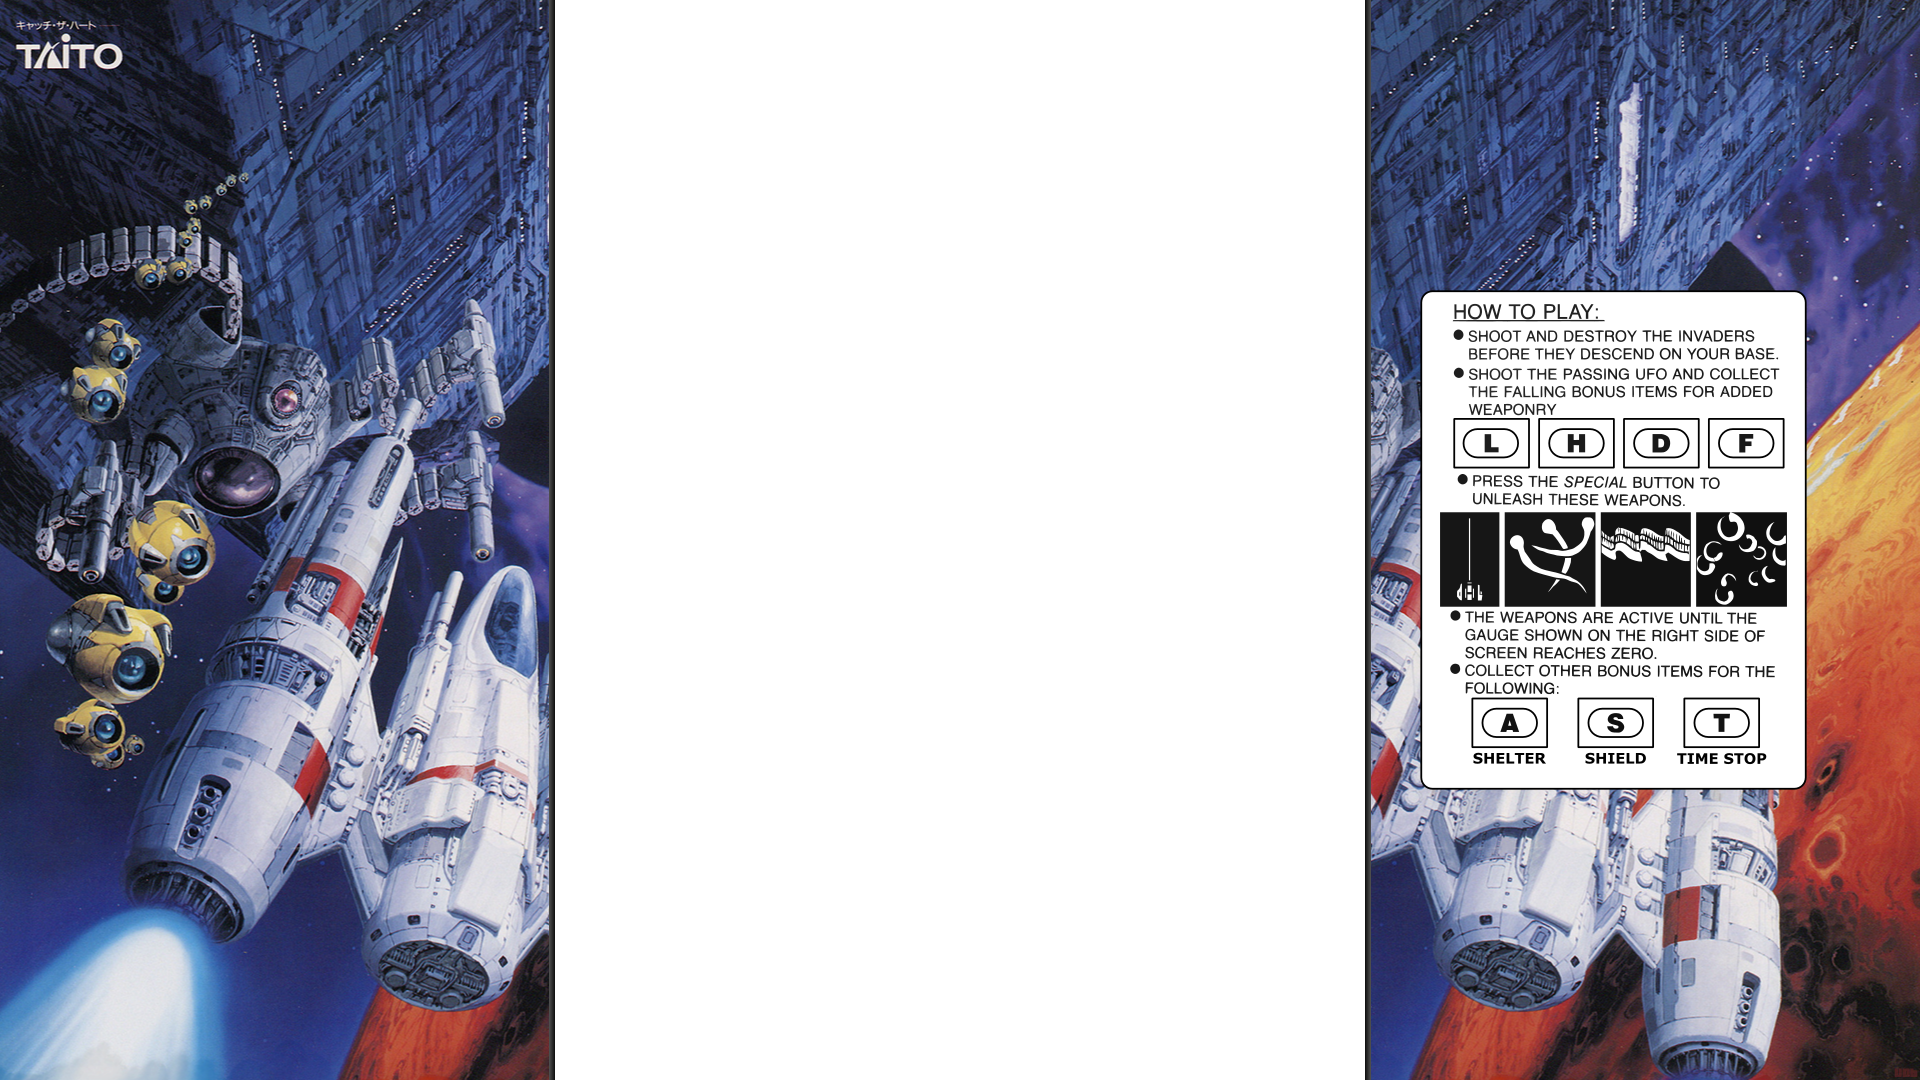 キャッチ・ザ・ハート
TAITO
HOW TO PLAY:
● SHOOT AND DESTROY THE INVADERS
BEFORE THEY DESCEND ON YOUR BASE.
● SHOOT THE PASSING UFO AND COLLECT
THE FALLING BONUS ITEMS FOR ADDED
WEAPONRY
L H D F
● PRESS THE SPECIAL BUTTON TO
UNLEASH THESE WEAPONS.
● THE WEAPONS ARE ACTIVE UNTIL THE
GAUGE SHOWN ON THE RIGHT SIDE OF
SCREEN REACHES ZERO.
● COLLECT OTHER BONUS ITEMS FOR THE
FOLLOWING:
A S T
SHELTER SHIELD TIME STOP